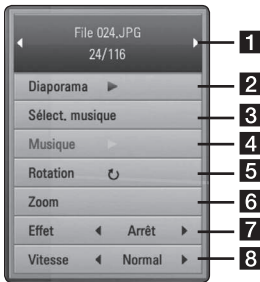 File 024.JPG 1
24/116
Diaporama 2
Sélect. musique 3
Musique 4
Rotation 5
Zoom 6
Effet Arrêt 7
Vitesse Normal 8